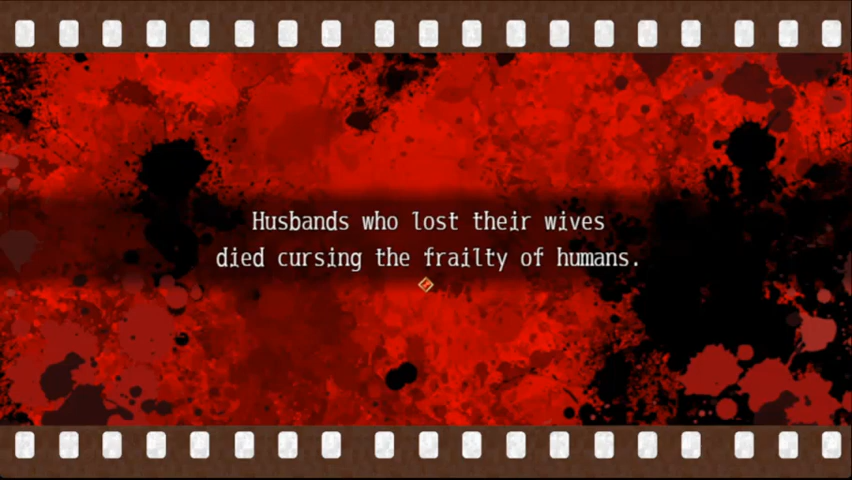 Husbands who lost their wives
died cursing the frailty of humans.